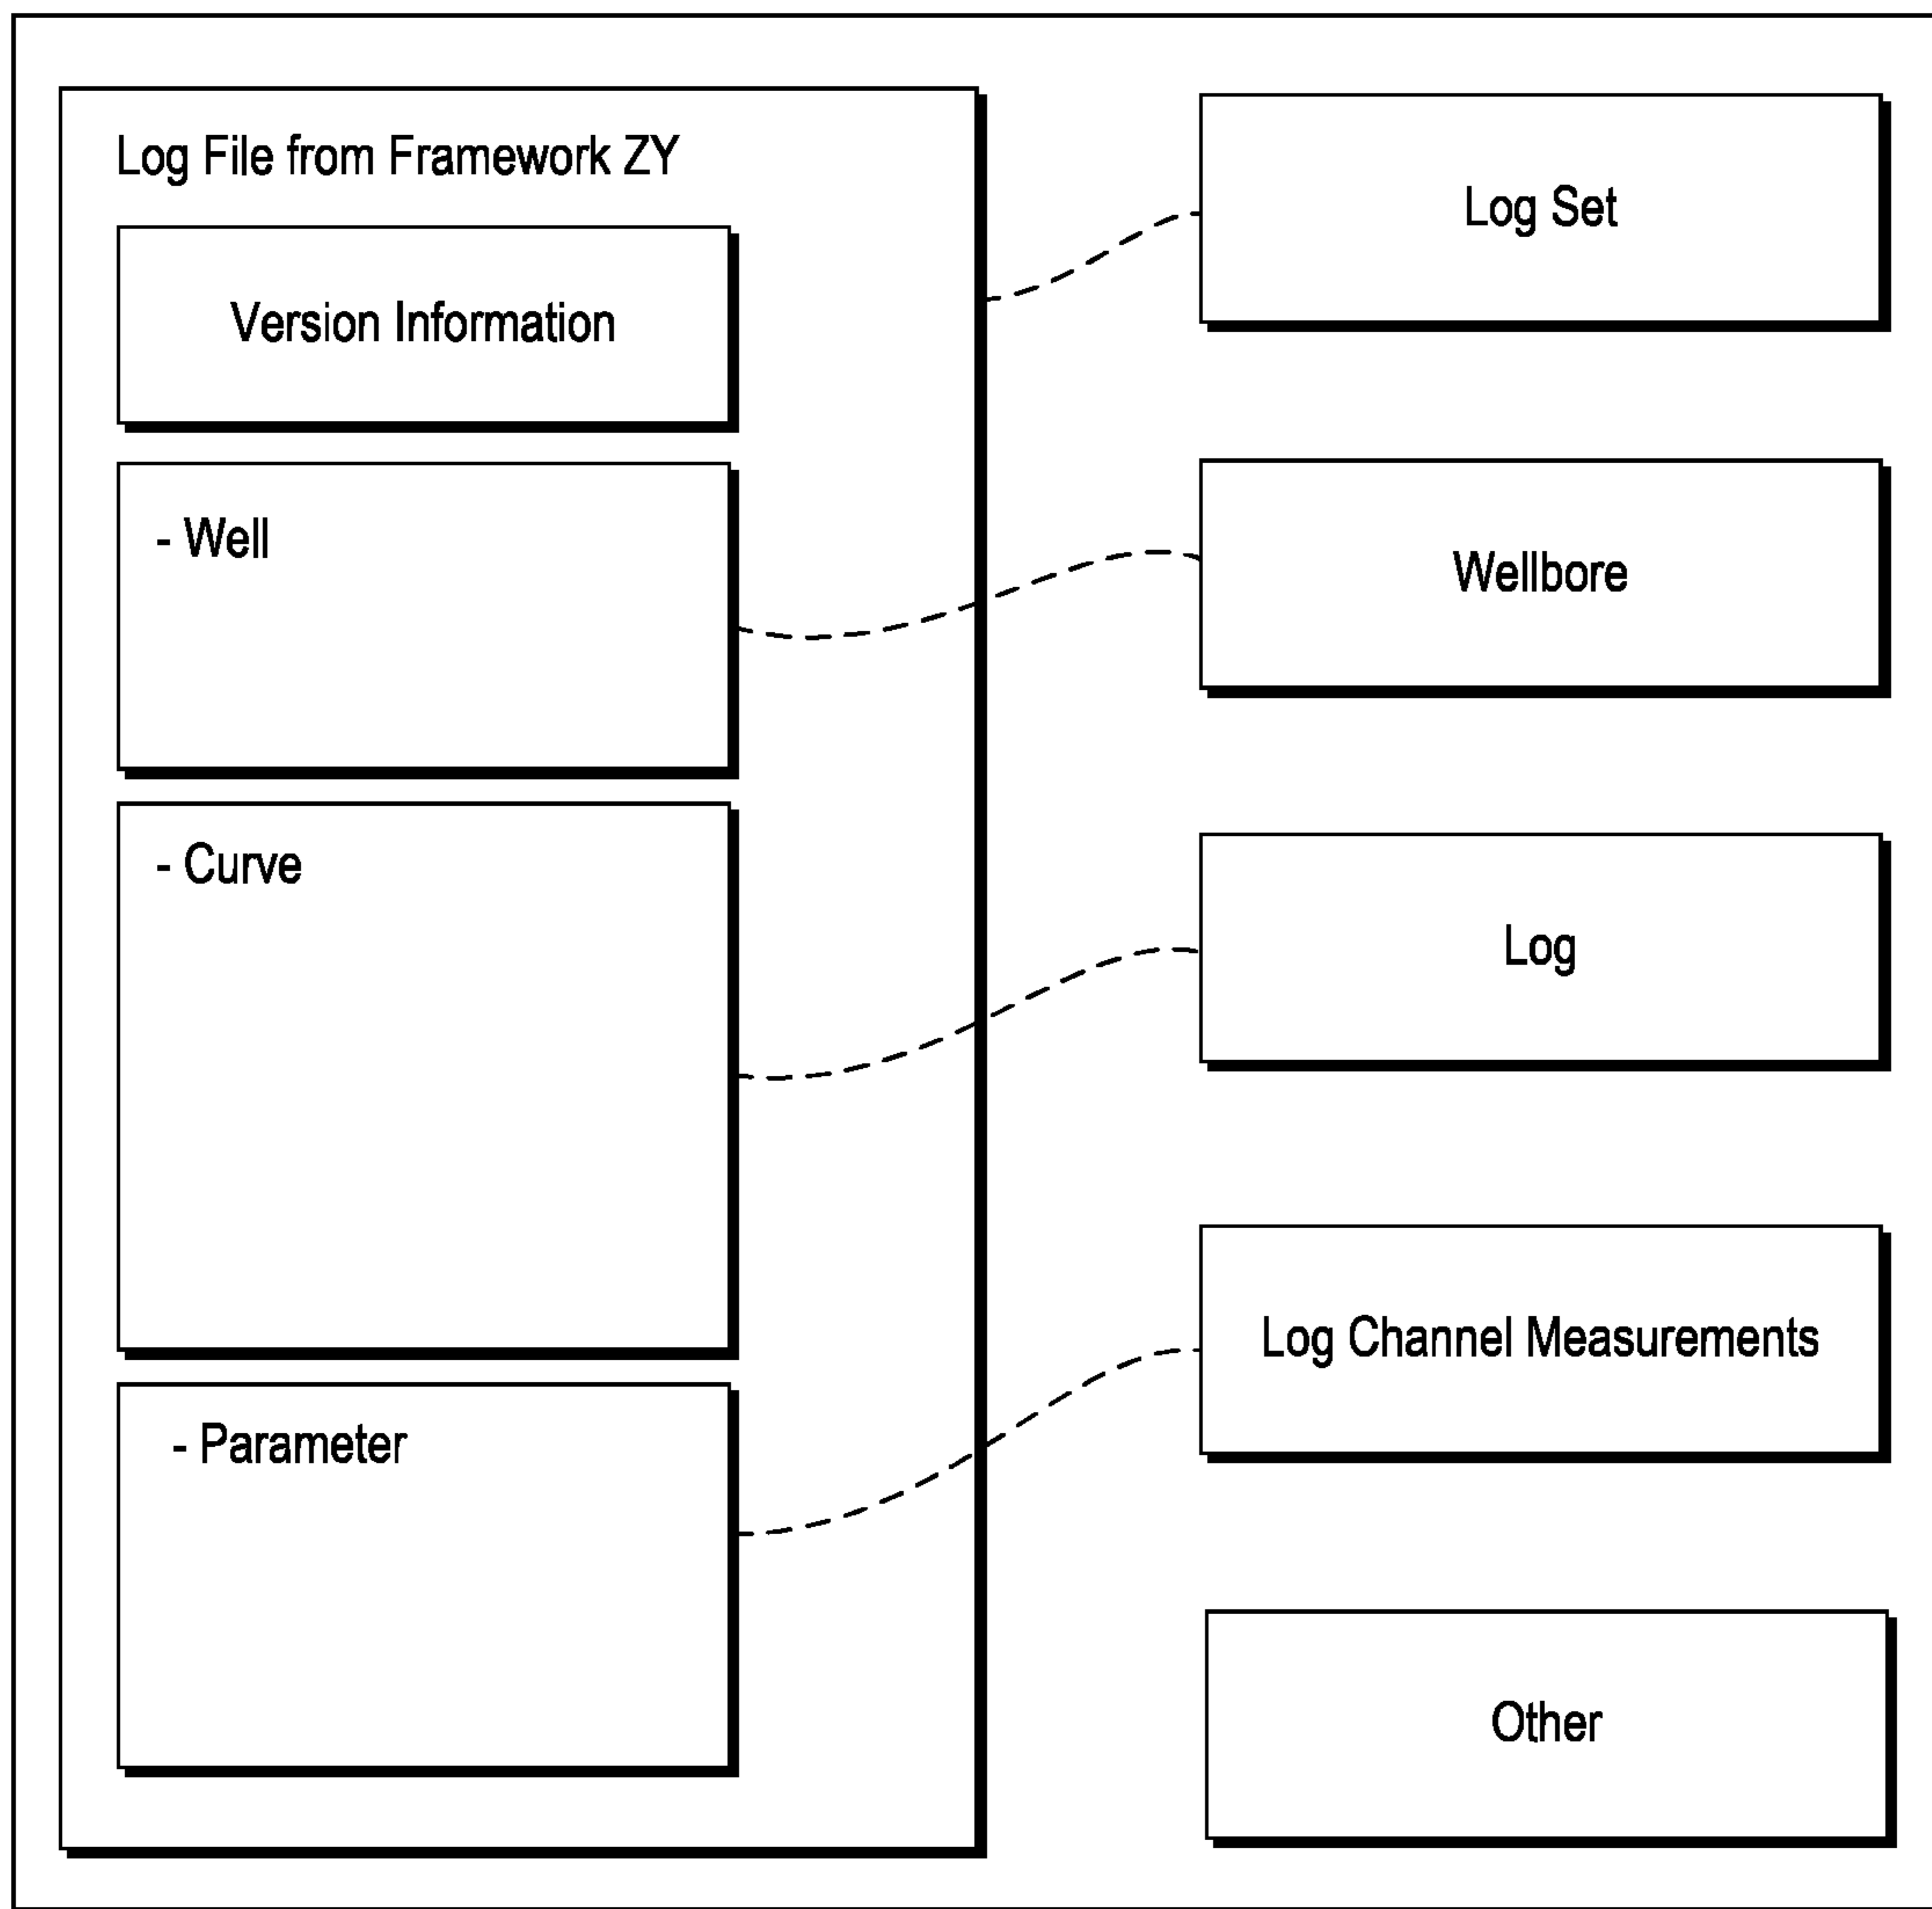 Log File from Framework ZY
Version Information
- Well
- Curve
- Parameter
Log Set
Wellbore
Log
Log Channel Measurements
Other